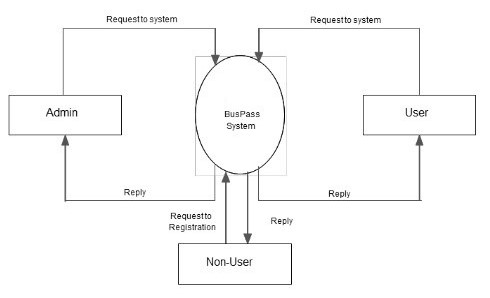 Request to system
Request to system
Admin
BusPass
System
User
Reply
Reply
Request to
Registration
Reply
Non-User